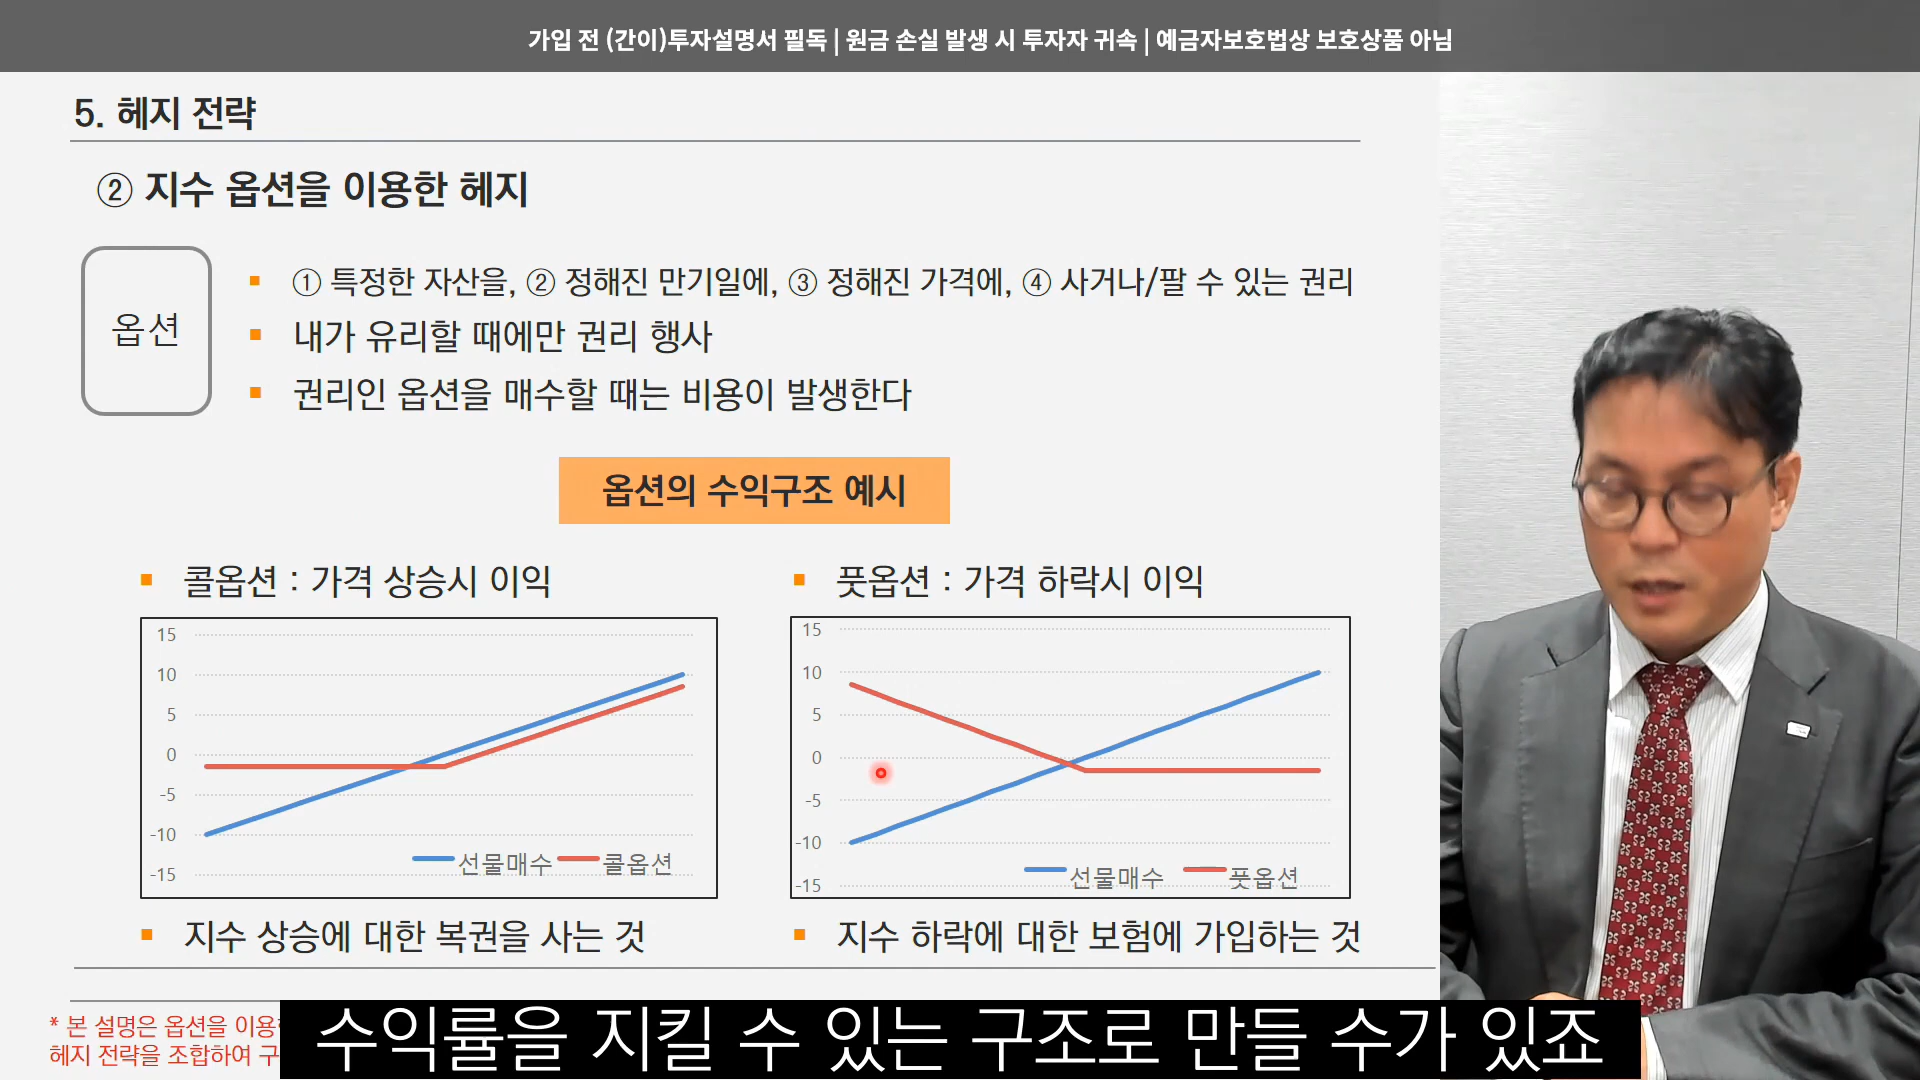 가입 전 (간이)투자설명서 필독 | 원금 손실 발생 시 투자자 귀속 | 예금자보호법상 보호상품 아님
5. 헤지 전략
② 지수 옵션을 이용한 헤지
옵션
① 특정한 자산을, ② 정해진 만기일에, ③ 정해진 가격에, ④ 사거나/팔 수 있는 권리
내가 유리할 때에만 권리 행사
권리인 옵션을 매수할 때는 비용이 발생한다
옵션의 수익구조 예시
콜옵션 : 가격 상승시 이익
15
10
5
0
-5
-10
-15
선물매수 콜옵션
지수 상승에 대한 복권을 사는 것
풋옵션 : 가격 하락시 이익
15
10
5
0
-5
-10
-15
선물매수 풋옵션
지수 하락에 대한 보험에 가입하는 것
* 본 설명은 옵션을 이용
헤지 전략을 조합하여 구
수익률을 지킬 수 있는 구조로 만들 수가 있죠